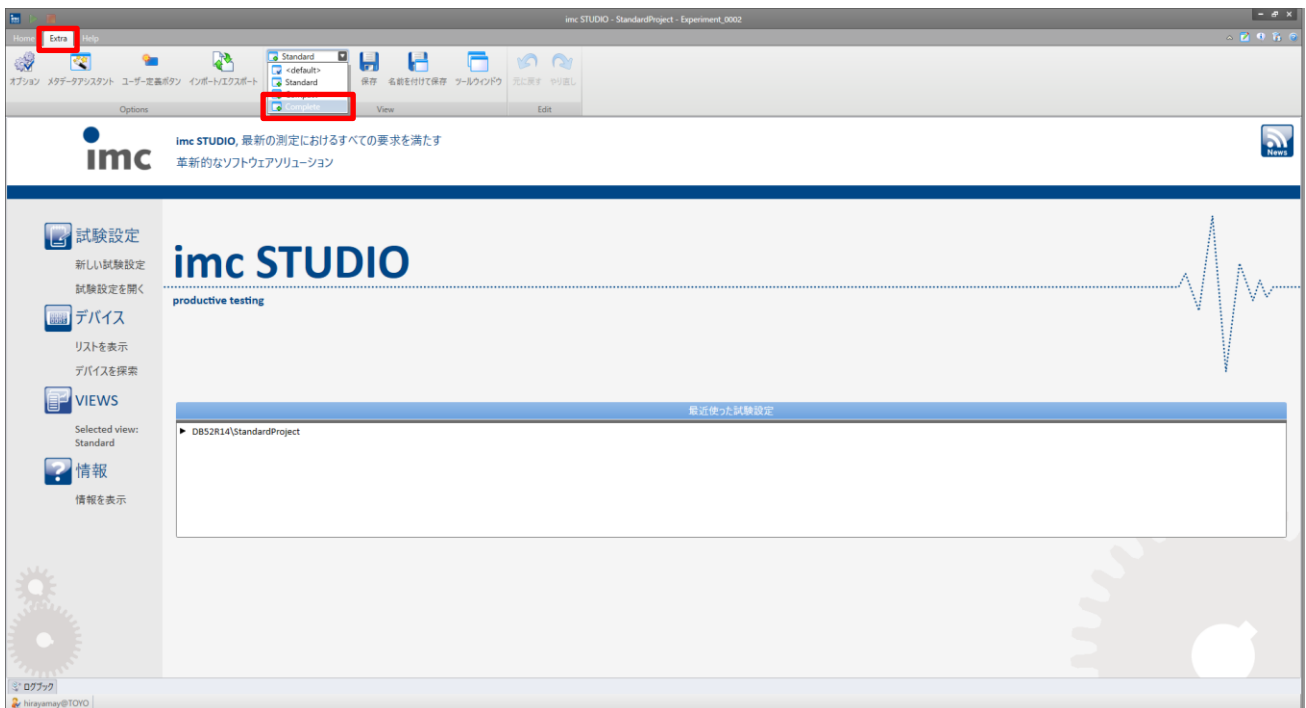 imc STUDIO - StandardProject - Experiment_0002
Home Extra Help
Standard
<default>
Standard
Complete
オプション メタデータアシスタント ユーザー定義ボタン インポート/エクスポート 保存 名前を付けて保存 ツールウィンドウ 元に戻す やり直し
Options View Edit
imc
imc STUDIO, 最新の測定におけるすべての要求を満たす
革新的なソフトウェアソリューション
News
試験設定
新しい試験設定
試験設定を開く
デバイス
リストを表示
デバイスを探索
VIEWS
Selected view:
Standard
情報
情報を表示
imc STUDIO
productive testing
最近使った試験設定
DB52R14\StandardProject
ログブック
hirayamay@TOYO